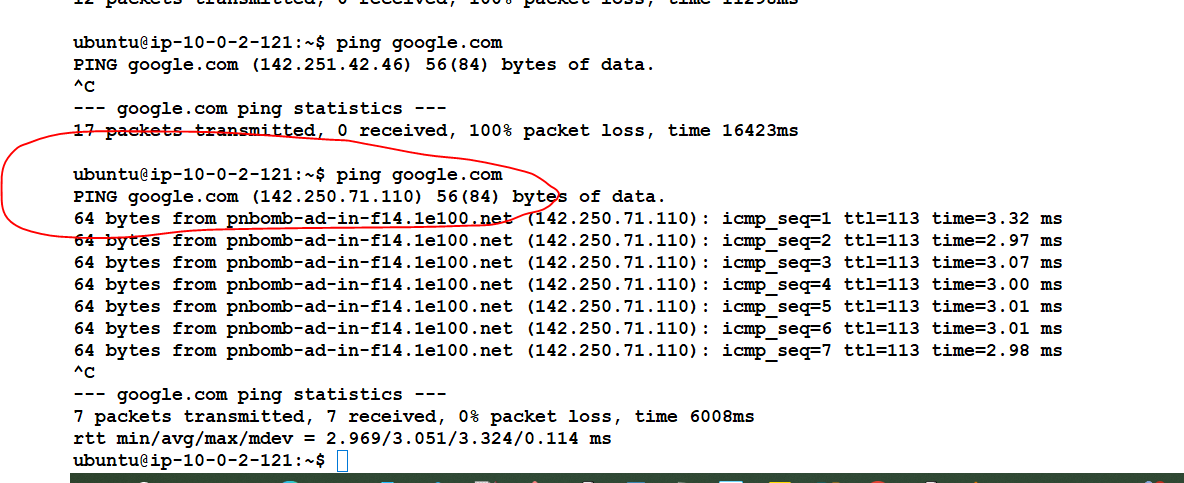 12 packets transmitted, 0 received, 100% packet loss, time 11298ms
ubuntu@ip-10-0-2-121:~$ ping google.com
PING google.com (142.251.42.46) 56(84) bytes of data.
^C
--- google.com ping statistics ---
17 packets transmitted, 0 received, 100% packet loss, time 16423ms
ubuntu@ip-10-0-2-121:~$ ping google.com
PING google.com (142.250.71.110) 56(84) bytes of data.
64 bytes from pnbomb-ad-in-f14.1e100.net (142.250.71.110): icmp_seq=1 ttl=113 time=3.32 ms
64 bytes from pnbomb-ad-in-f14.1e100.net (142.250.71.110): icmp_seq=2 ttl=113 time=2.97 ms
64 bytes from pnbomb-ad-in-f14.1e100.net (142.250.71.110): icmp_seq=3 ttl=113 time=3.07 ms
64 bytes from pnbomb-ad-in-f14.1e100.net (142.250.71.110): icmp_seq=4 ttl=113 time=3.00 ms
64 bytes from pnbomb-ad-in-f14.1e100.net (142.250.71.110): icmp_seq=5 ttl=113 time=3.01 ms
64 bytes from pnbomb-ad-in-f14.1e100.net (142.250.71.110): icmp_seq=6 ttl=113 time=3.01 ms
64 bytes from pnbomb-ad-in-f14.1e100.net (142.250.71.110): icmp_seq=7 ttl=113 time=2.98 ms
^C
--- google.com ping statistics ---
7 packets transmitted, 7 received, 0% packet loss, time 6008ms
rtt min/avg/max/mdev = 2.969/3.051/3.324/0.114 ms
ubuntu@ip-10-0-2-121:~$